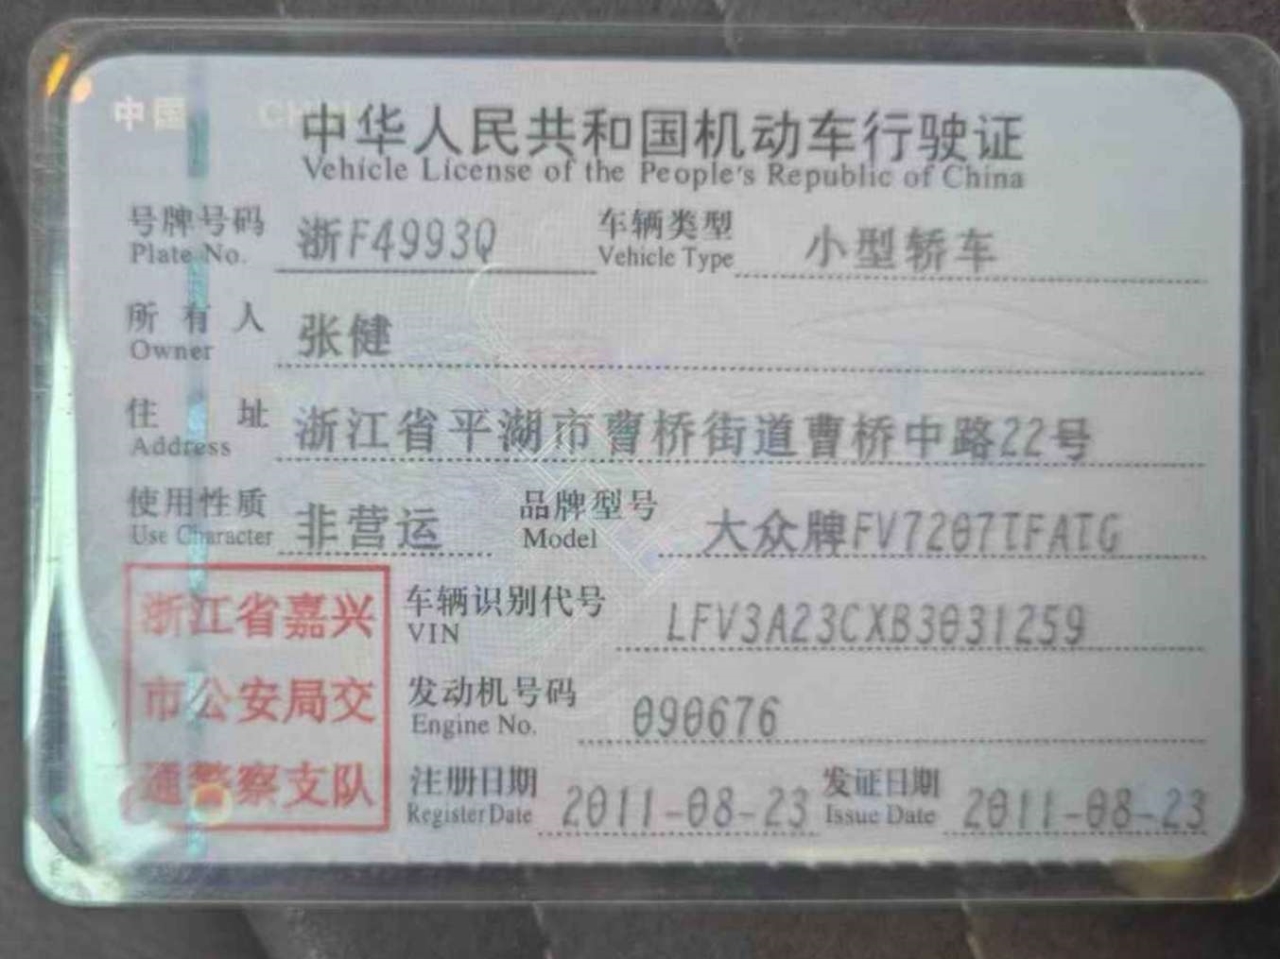 中国 CHINA
中华人民共和国机动车行驶证
Vehicle License of the People's Republic of China
号牌号码 浙F4993Q 车辆类型 小型轿车
Plate No. Vehicle Type
所有人 张健
Owner
住址 浙江省平湖市曹桥街道曹桥中路22号
Address
使用性质 非营运 品牌型号 大众牌FV7207TFATG
Use Character Model
浙江省嘉兴
市公安局交
通警察支队
车辆识别代号 LFV3A23CXB3031259
VIN
发动机号码 090676
Engine No.
注册日期 2011-08-23 发证日期 2011-08-23
Register Date Issue Date